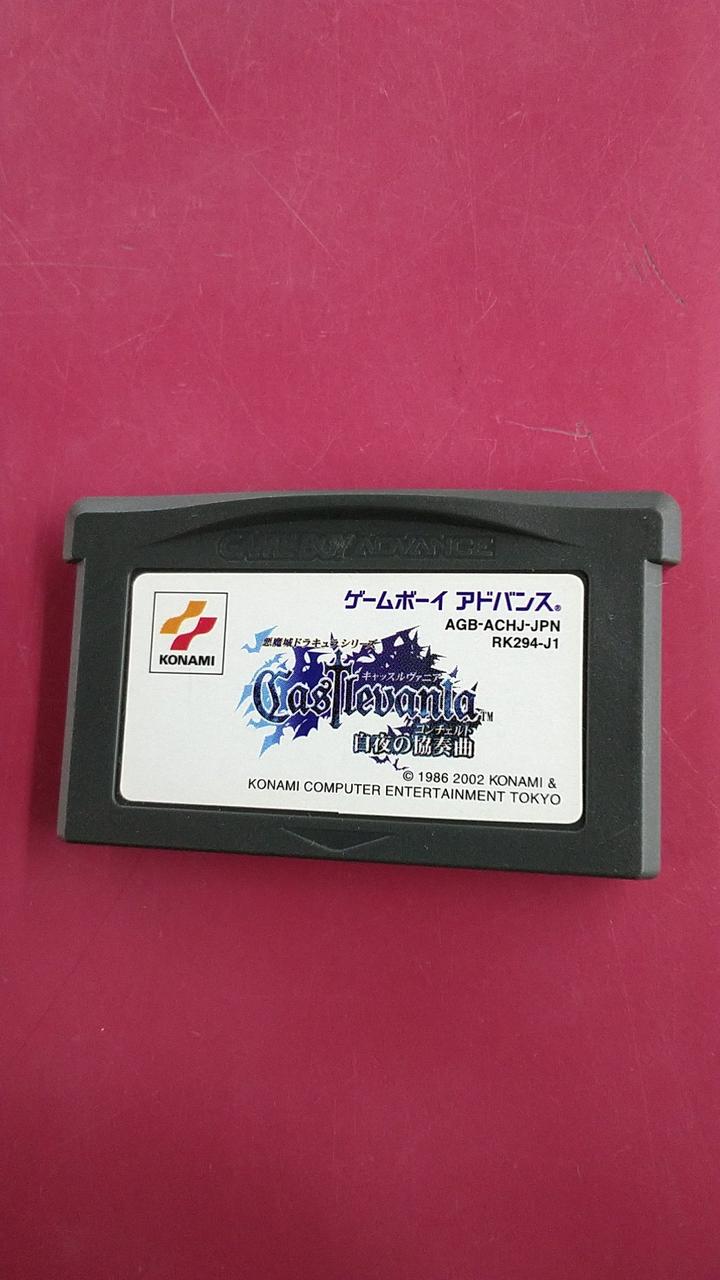 GAME BOY ADVANCE
ゲームボーイ アドバンス®
AGB-ACHJ-JPN
RK294-J1
KONAMI
悪魔城ドラキュラシリーズ
キャッスルヴァニア
Castlevania™
コンチェルト
白夜の協奏曲
© 1986 2002 KONAMI &
KONAMI COMPUTER ENTERTAINMENT TOKYO